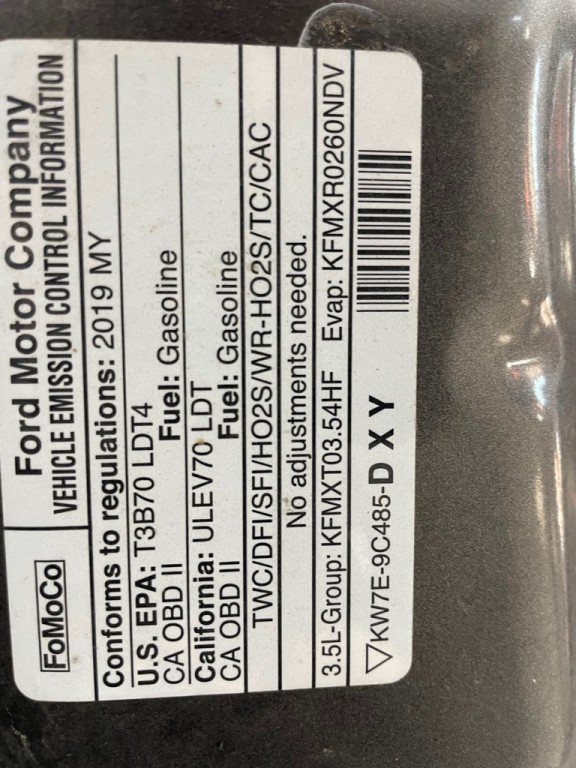 FoMoCo
Ford Motor Company
VEHICLE EMISSION CONTROL INFORMATION
Conforms to regulations: 2019 MY
U.S. EPA: T3B70 LDT4
CA OBD II Fuel: Gasoline
California: ULEV70 LDT
CA OBD II Fuel: Gasoline
TWC/DFI/SFI/HO2S/WR-HO2S/TC/CAC
No adjustments needed.
3.5L-Group: KFMXT03.54HF Evap: KFMXR0260NDV
▽KW7E-9C485-D X Y